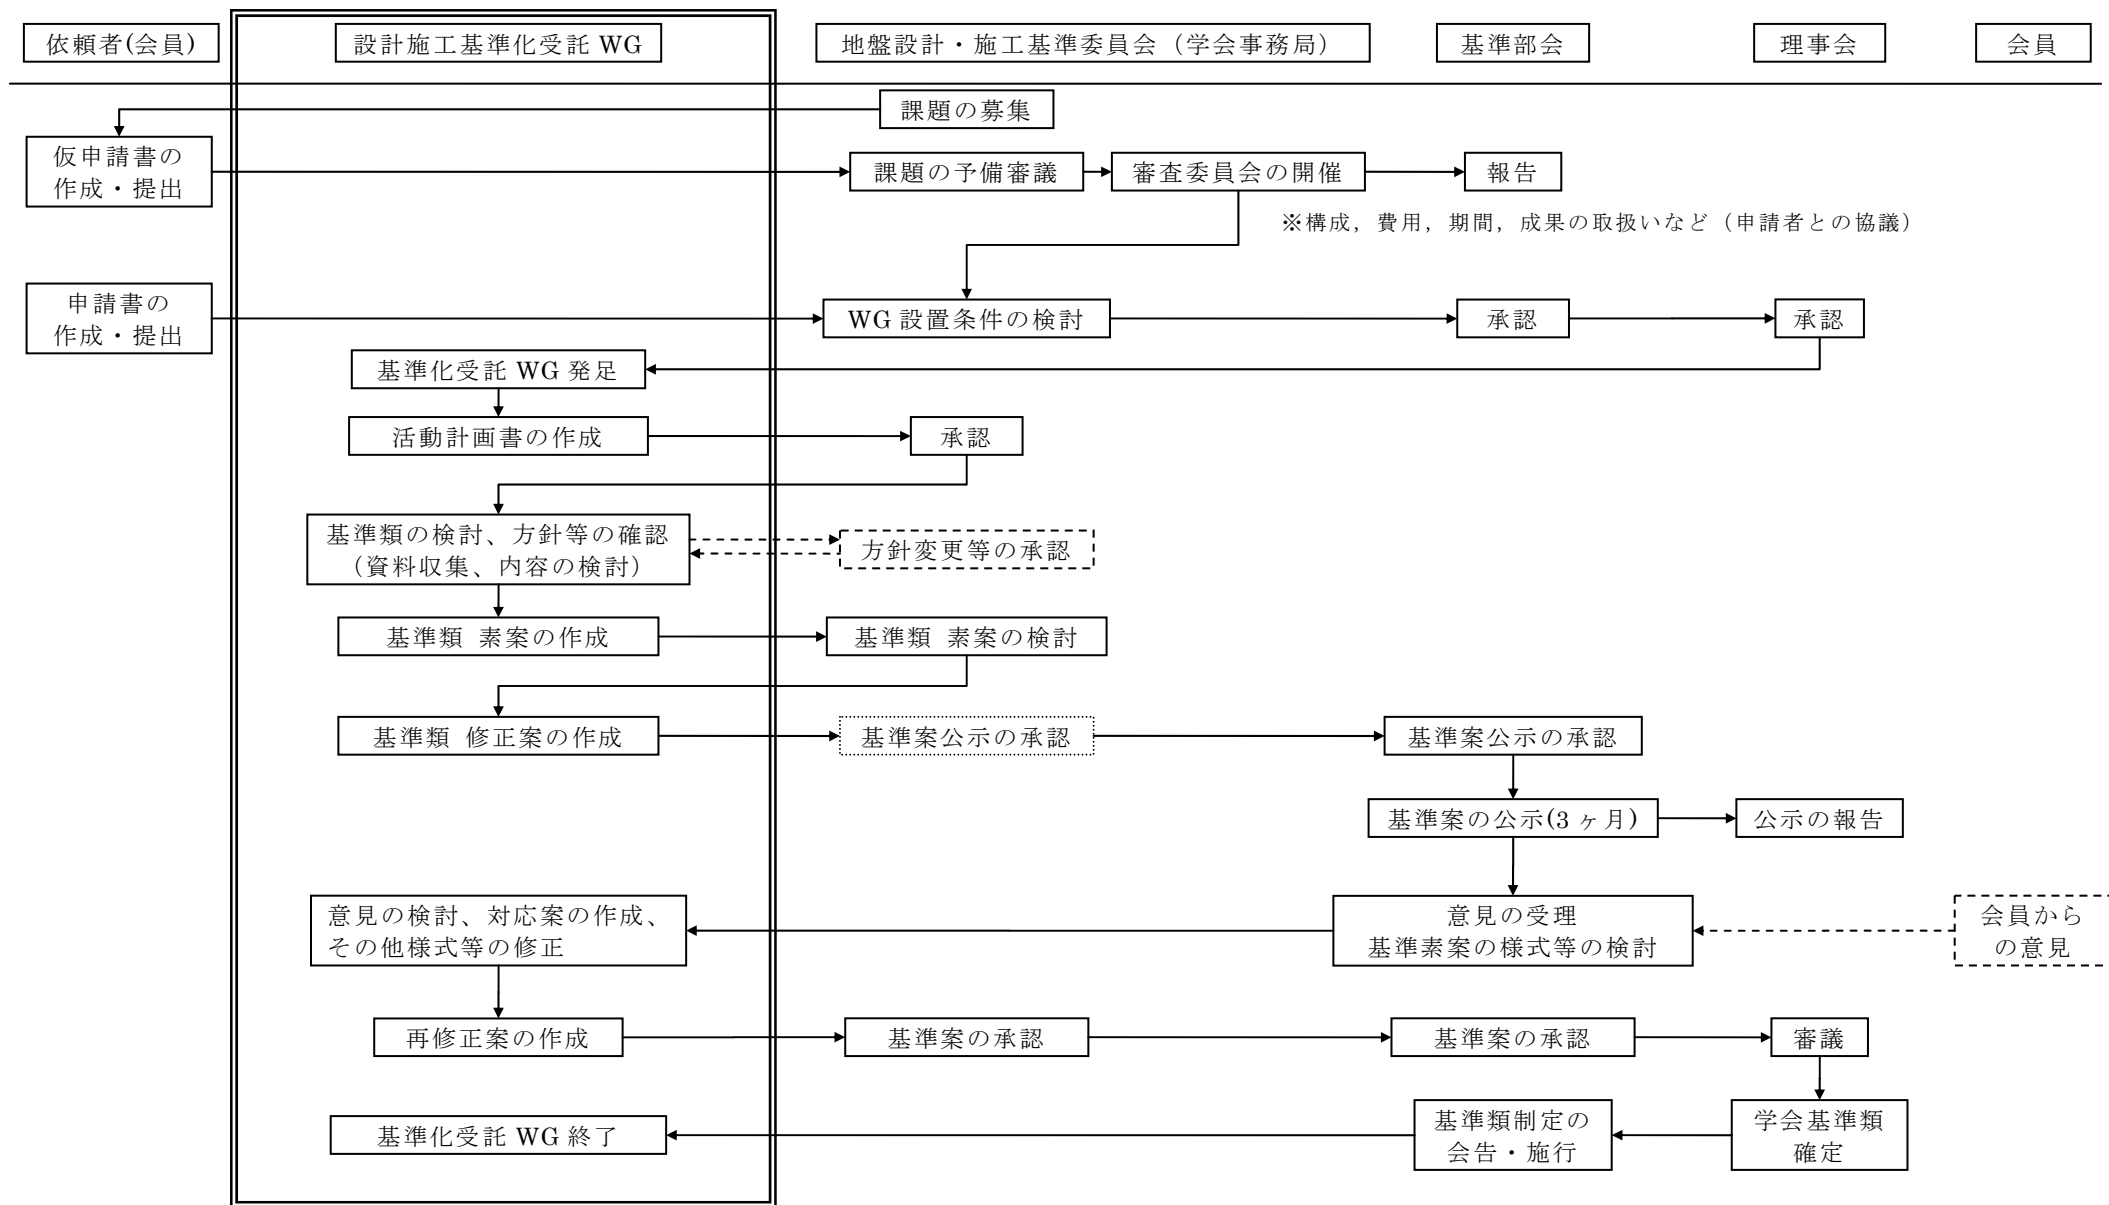 依頼者(会員)
設計施工基準化受託 WG
地盤設計・施工基準委員会（学会事務局）
基準部会
理事会
会員
課題の募集
仮申請書の
作成・提出
課題の予備審議
審査委員会の開催
報告
※構成，費用，期間，成果の取扱いなど（申請者との協議）
申請書の
作成・提出
WG 設置条件の検討
承認
承認
基準化受託 WG 発足
活動計画書の作成
承認
基準類の検討、方針等の確認
（資料収集、内容の検討）
方針変更等の承認
基準類 素案の作成
基準類 素案の検討
基準類 修正案の作成
基準案公示の承認
基準案公示の承認
基準案の公示(3 ヶ月)
公示の報告
意見の検討、対応案の作成、
その他様式等の修正
意見の受理
基準素案の様式等の検討
会員から
の意見
再修正案の作成
基準案の承認
基準案の承認
審議
基準化受託 WG 終了
基準類制定の
会告・施行
学会基準類
確定